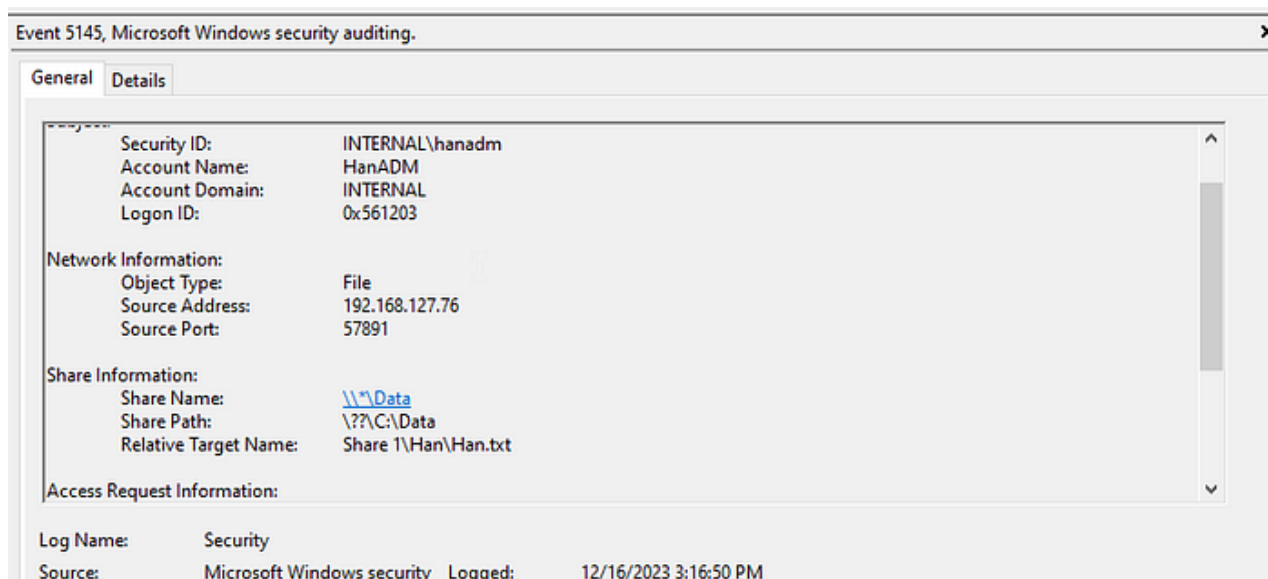 Event 5145, Microsoft Windows security auditing.
General Details
Security ID: INTERNAL\hanadm
Account Name: HanADM
Account Domain: INTERNAL
Logon ID: 0x561203
Network Information:
Object Type: File
Source Address: 192.168.127.76
Source Port: 57891
Share Information:
Share Name: \\*\Data
Share Path: \??\C:\Data
Relative Target Name: Share 1\Han\Han.txt
Access Request Information:
Log Name: Security
Source: Microsoft Windows security Logged: 12/16/2023 3:16:50 PM